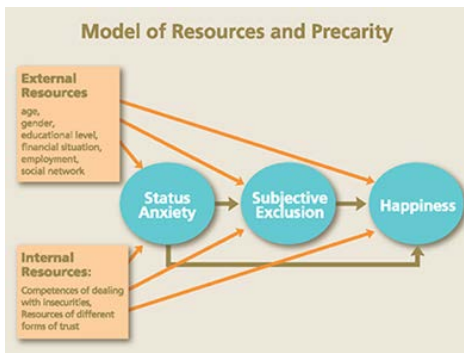 Model of Resources and Precarity
External
Resources
age,
gender,
educational level,
financial situation,
employment,
social network
Status
Anxiety
Subjective
Exclusion
Happiness
Internal
Resources:
Competences of dealing
with insecurities,
Resources of different
forms of trust